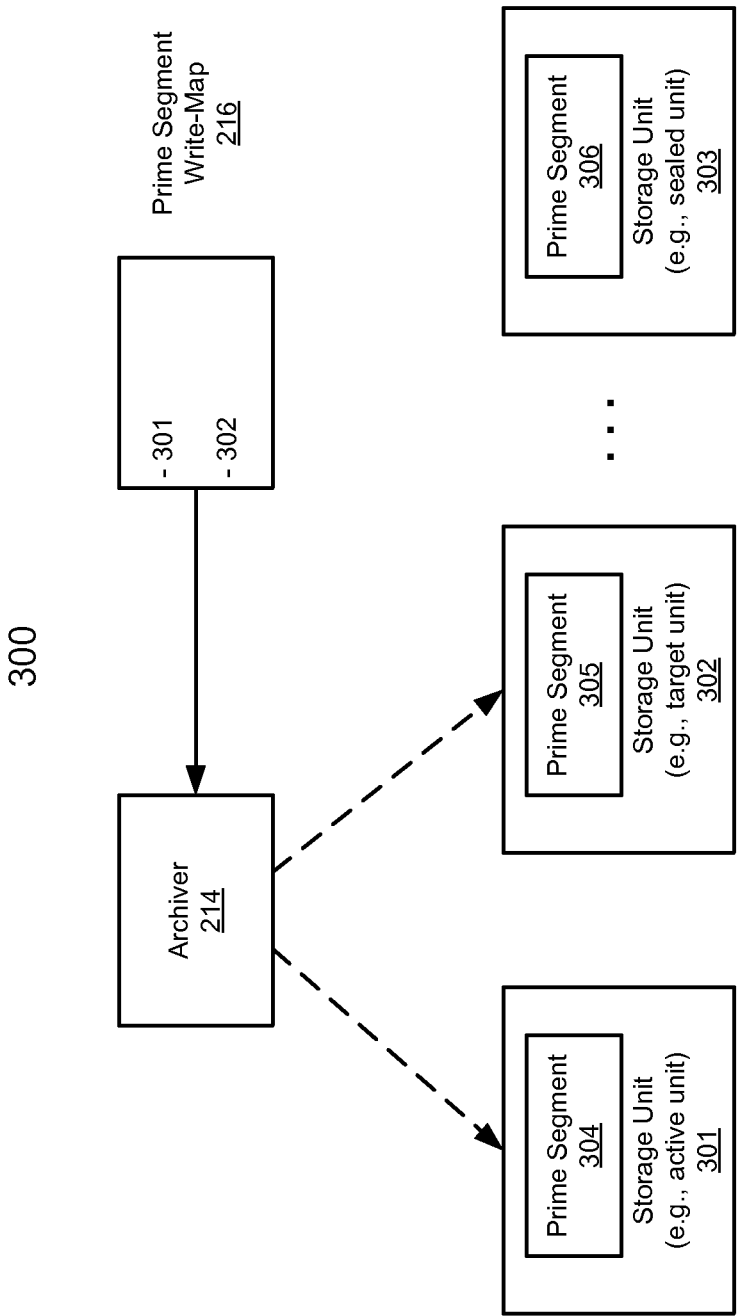 300
Archiver
214
- 301
- 302
Prime Segment
Write-Map
216
Prime Segment
304
Storage Unit
(e.g., active unit)
301
Prime Segment
305
Storage Unit
(e.g., target unit)
302
. . .
Prime Segment
306
Storage Unit
(e.g., sealed unit)
303